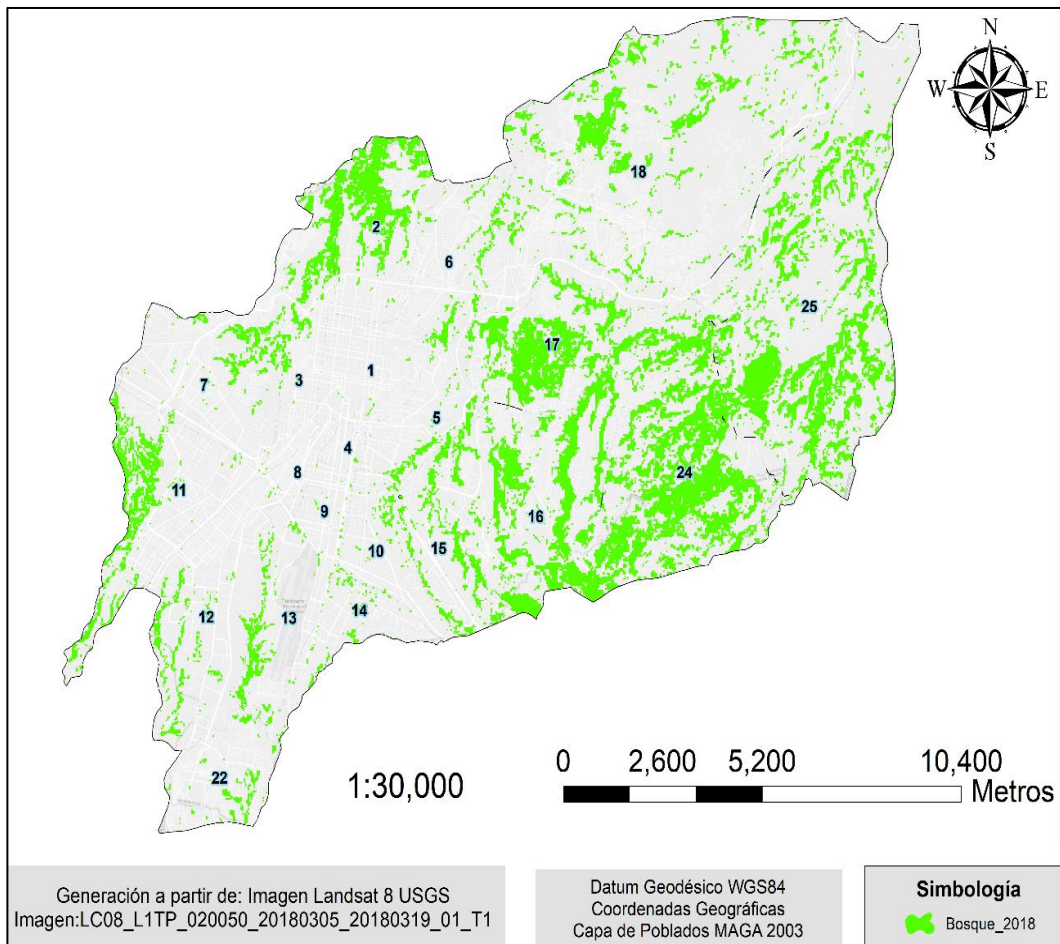 N
W
E
S
18
2
6
25
17
1
7
3
5
4
24
8
11
9
16
10
15
14
12
13
22
1:30,000
0
2,600
5,200
10,400
Metros
Generación a partir de: Imagen Landsat 8 USGS
Imagen:LC08_L1TP_020050_20180305_20180319_01_T1
Datum Geodésico WGS84
Coordenadas Geográficas
Capa de Poblados MAGA 2003
Simbología
Bosque_2018